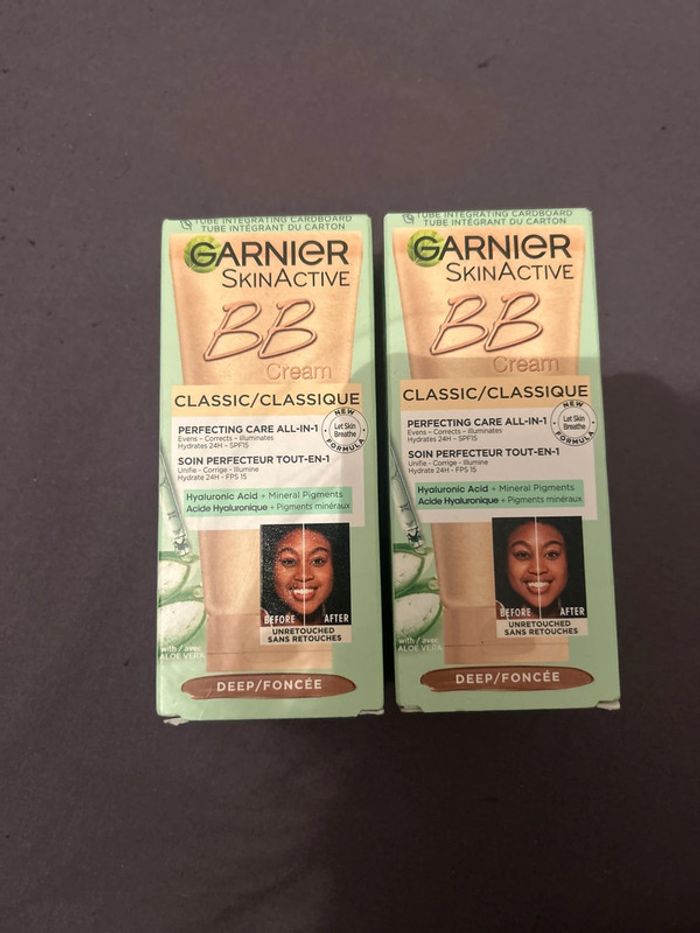 TUBE INTEGRATING CARDBOARD
TUBE INTÉGRANT DU CARTON
GARNIER
SKINACTIVE
BB
Cream
CLASSIC/CLASSIQUE
PERFECTING CARE ALL-IN-1
Evens - Corrects - Illuminates
Hydrates 24H - SPF15
SOIN PERFECTEUR TOUT-EN-1
Unifie - Corrige - Illumine
Hydrate 24H - FPS 15
NEW
Let Skin
Breathe
FORMULA
Hyaluronic Acid + Mineral Pigments
Acide Hyaluronique + Pigments minéraux
BEFORE AFTER
UNRETOUCHED
SANS RETOUCHES
with / avec
ALOE VERA
DEEP/FONCÉE
TUBE INTEGRATING CARDBOARD
TUBE INTÉGRANT DU CARTON
GARNIER
SKINACTIVE
BB
Cream
CLASSIC/CLASSIQUE
PERFECTING CARE ALL-IN-1
Evens - Corrects - Illuminates
Hydrates 24H - SPF15
SOIN PERFECTEUR TOUT-EN-1
Unifie - Corrige - Illumine
Hydrate 24H - FPS 15
NEW
Let Skin
Breathe
FORMULA
Hyaluronic Acid + Mineral Pigments
Acide Hyaluronique + Pigments minéraux
BEFORE AFTER
UNRETOUCHED
SANS RETOUCHES
with / avec
ALOE VERA
DEEP/FONCÉE